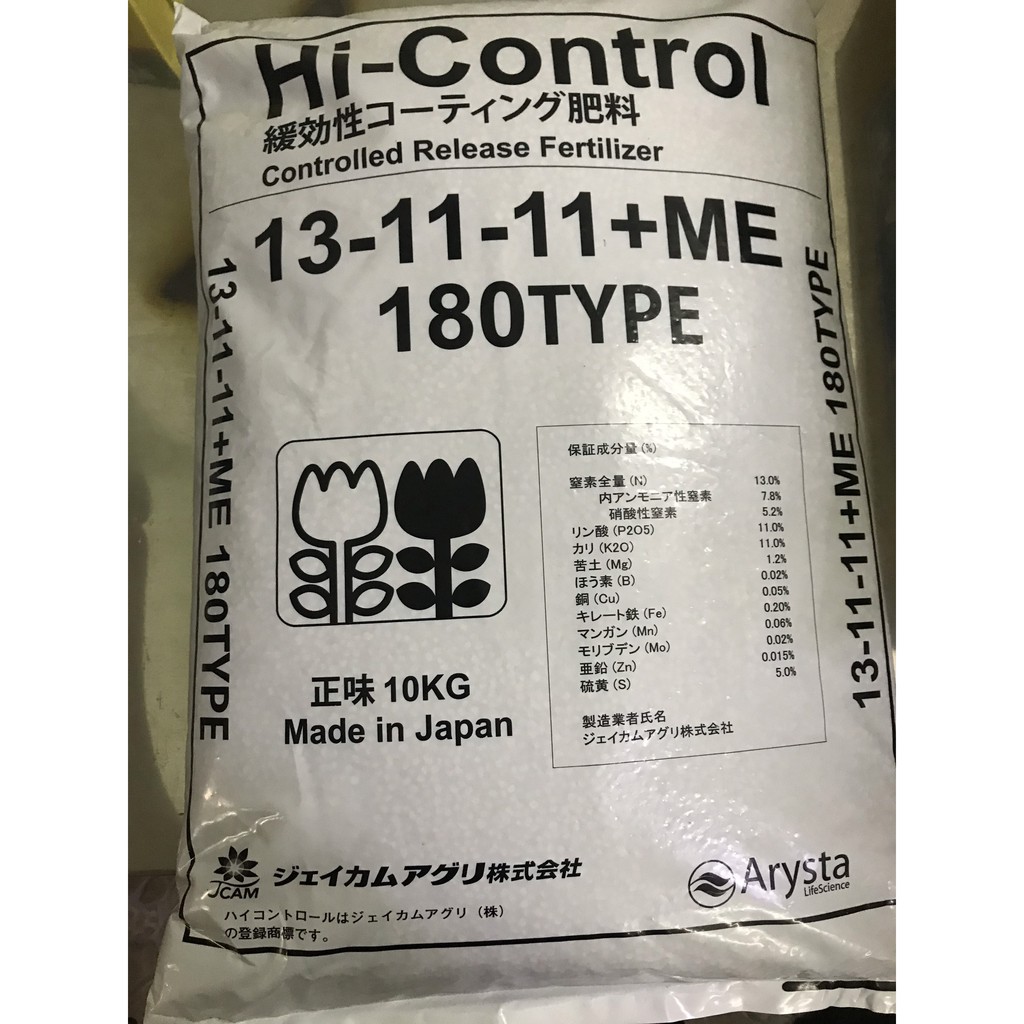 Hi-Control
緩効性コーティング肥料
Controlled Release Fertilizer
13-11-11+ME
180TYPE
13-11-11+ME 180TYPE
13-11-11+ME 180TYPE
保証成分量(%)
窒素全量(N) 13.0%
内アンモニア性窒素 7.8%
硝酸性窒素 5.2%
リン酸(P2O5) 11.0%
カリ(K2O) 11.0%
苦土(Mg) 1.2%
ほう素(B) 0.02%
銅(Cu) 0.05%
キレート鉄(Fe) 0.20%
マンガン(Mn) 0.06%
モリブデン(Mo) 0.02%
亜鉛(Zn) 0.015%
硫黄(S) 5.0%
製造業者氏名
ジェイカムアグリ株式会社
正味 10KG
Made in Japan
JCAM ジェイカムアグリ株式会社
ハイコントロールはジェイカムアグリ(株)
の登録商標です。
Arysta
LifeScience